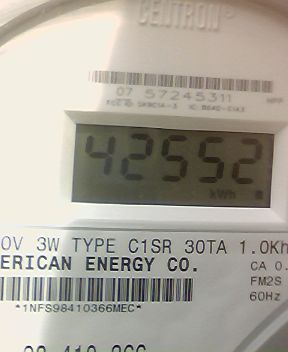 CENTRON®
07 57245311
42552
kWh
0V 3W TYPE C1SR 30TA 1.0Kh
ERICAN ENERGY CO.
CA 0.
FM2S
60Hz
*1NFS98410366MEC*